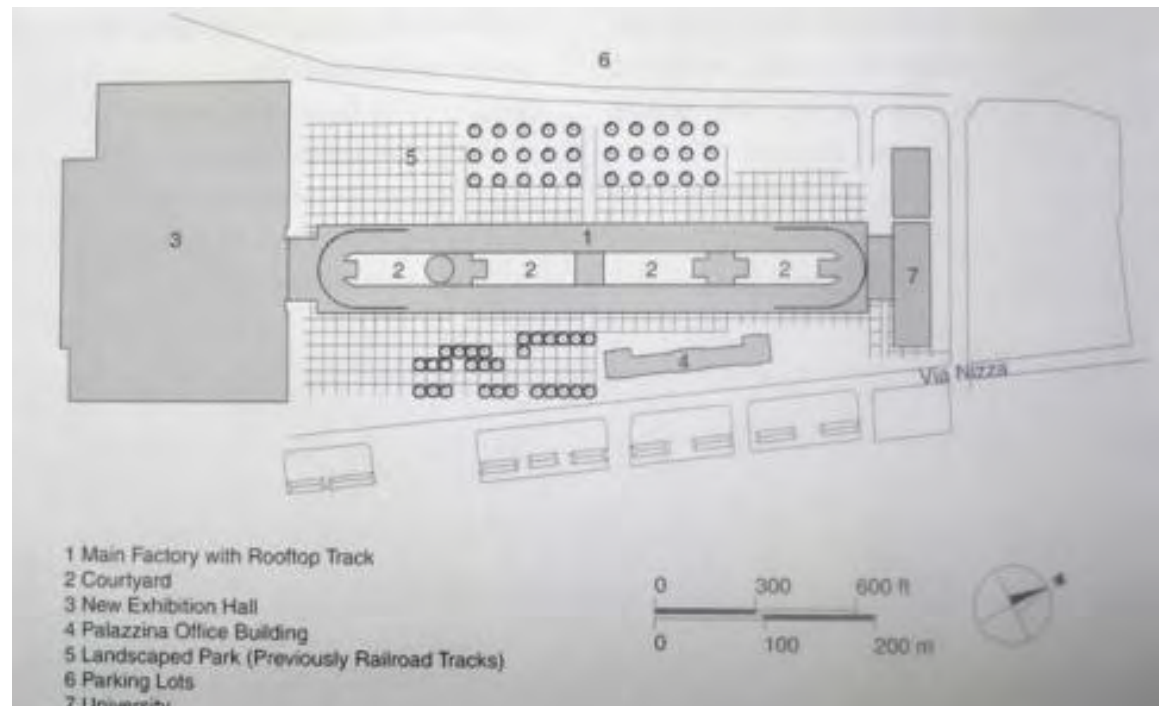 6
5
3
1
2 2 2 2
7
4
Via Nizza
1 Main Factory with Rooftop Track
2 Courtyard
3 New Exhibition Hall
4 Palazzina Office Building
5 Landscaped Park (Previously Railroad Tracks)
6 Parking Lots
7 University
0 300 600 ft
0 100 200 m